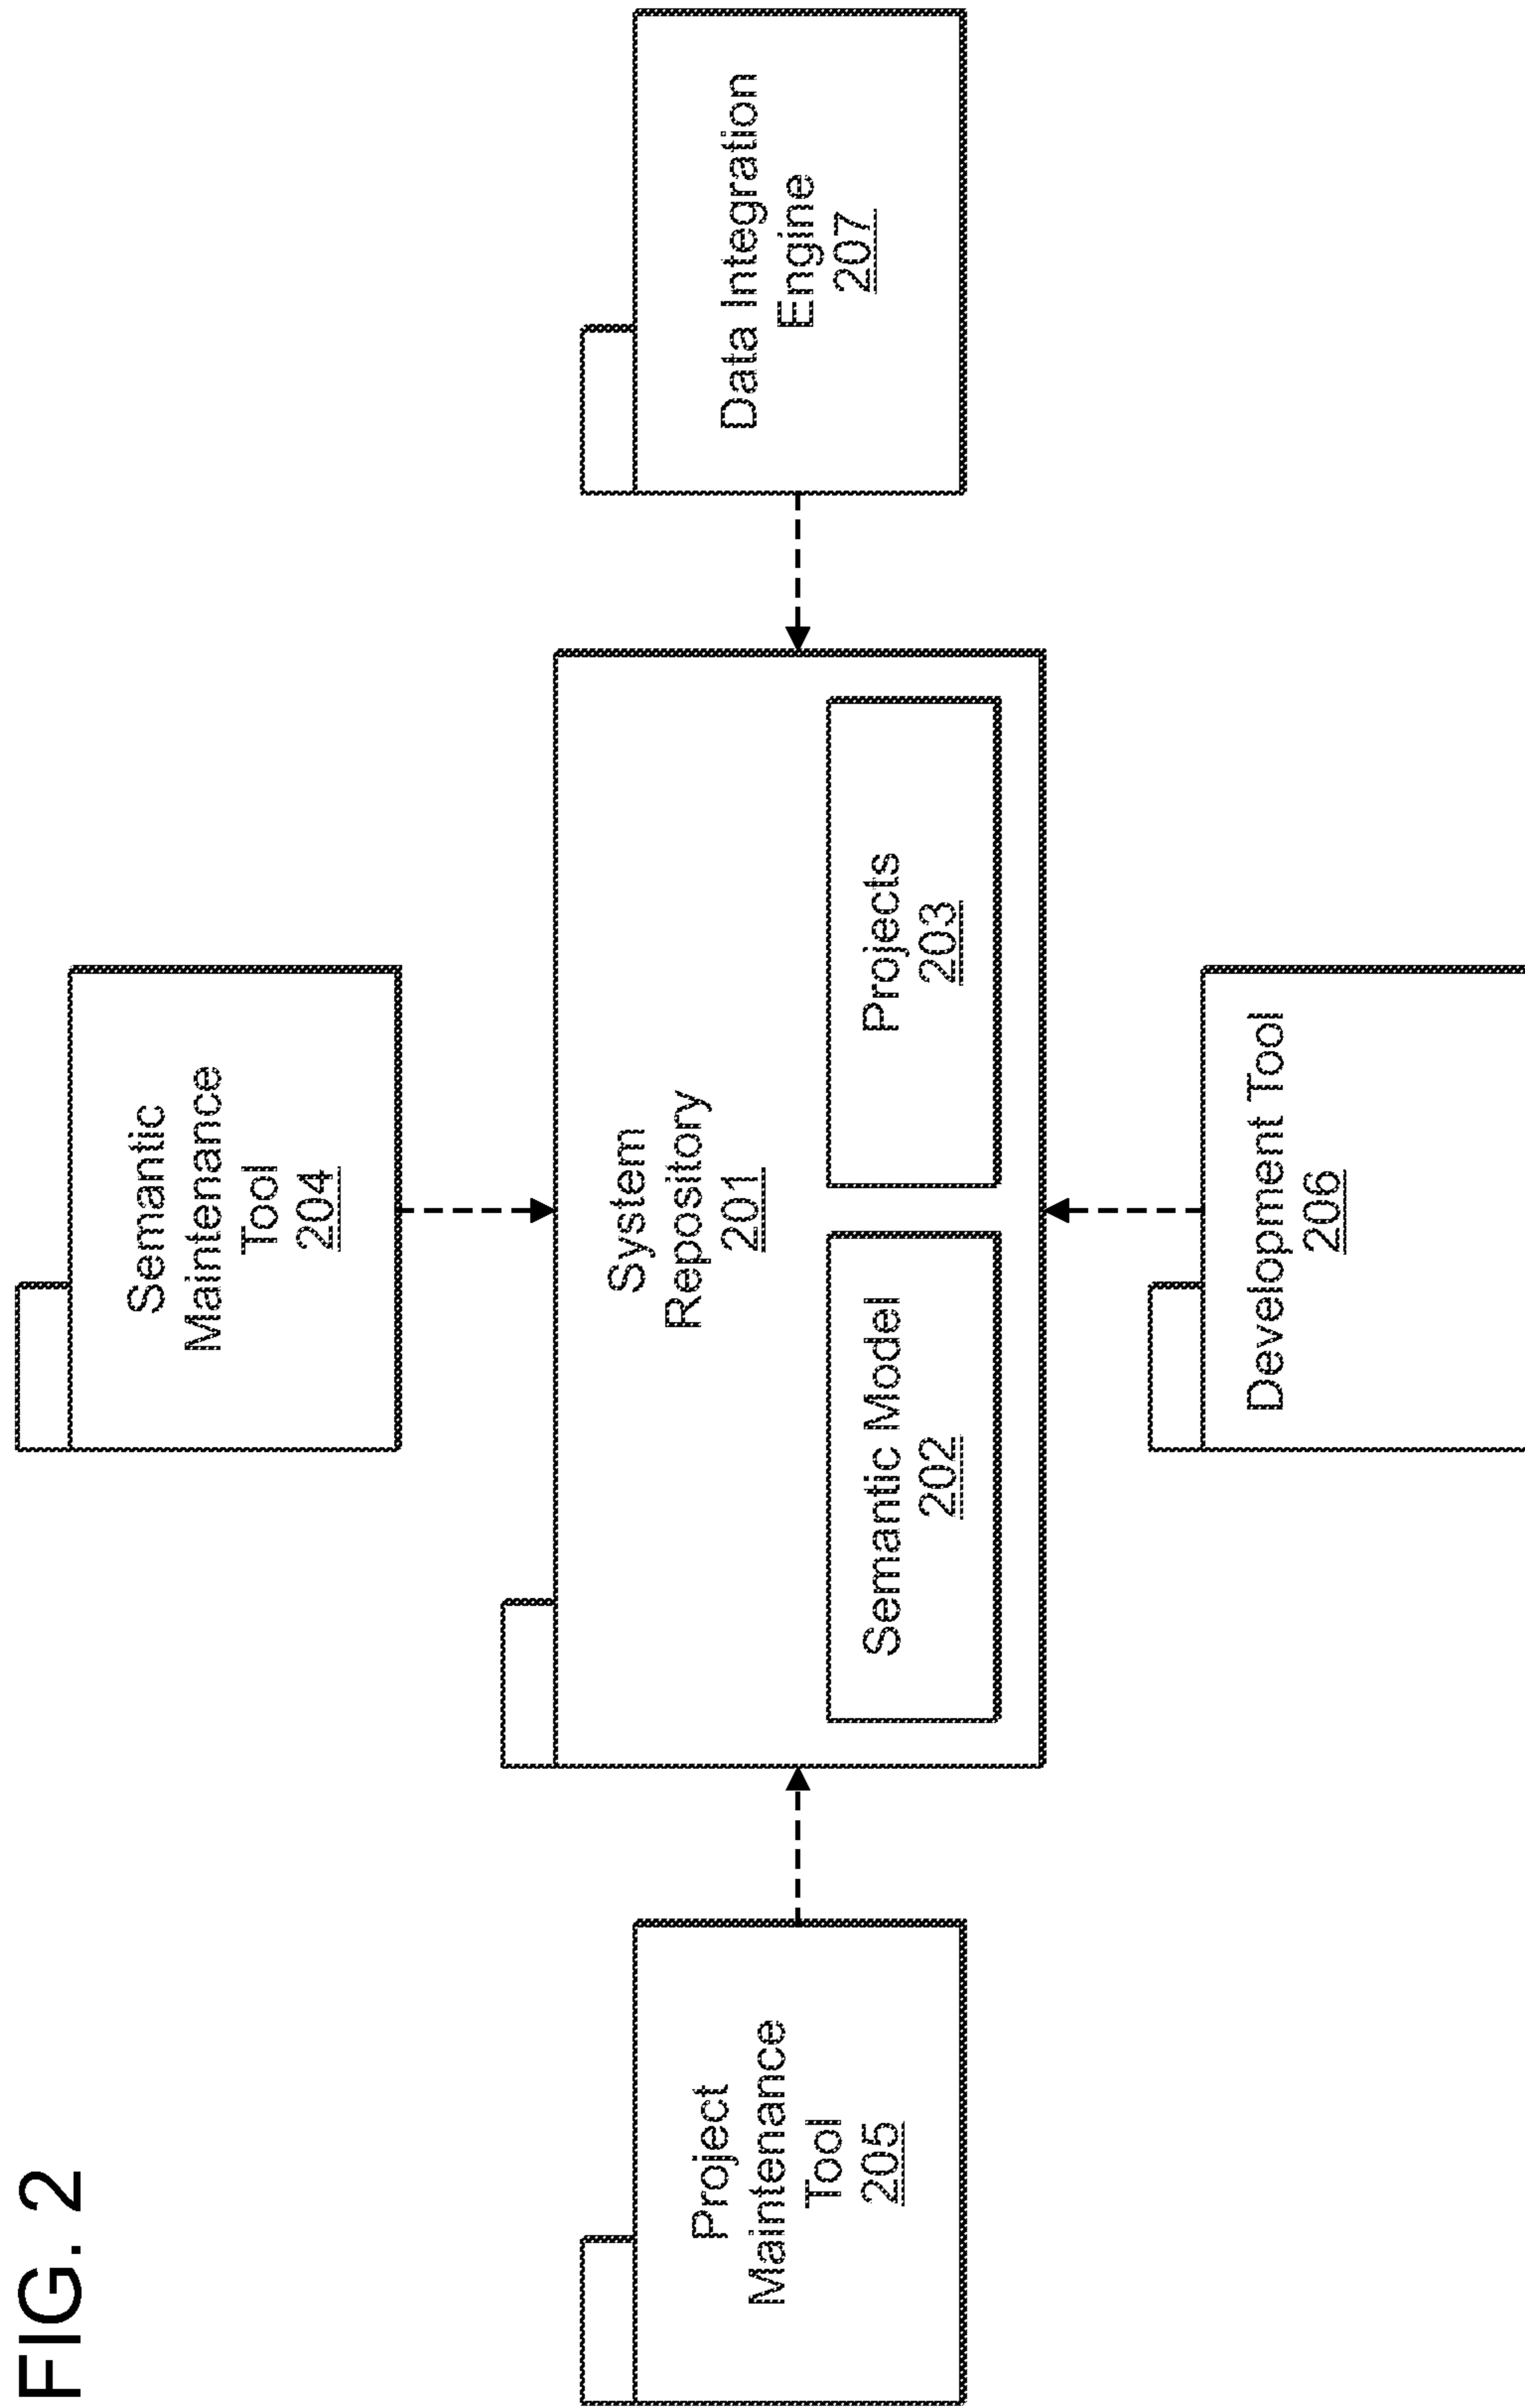 FIG. 2
Semantic
Maintenance
Tool
204
Project
Maintenance
Tool
205
System
Repository
201
Semantic Model
202
Projects
203
Data Integration
Engine
207
Development Tool
206